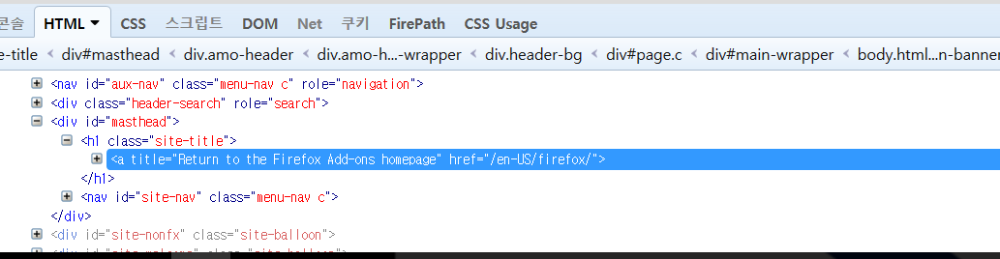 콘솔 HTML CSS 스크립트 DOM Net 쿠키 FirePath CSS Usage
e-title div#masthead div.amo-header div.amo-h...-wrapper div.header-bg div#page.c div#main-wrapper body.html...n-banner
<nav id="aux-nav" class="menu-nav c" role="navigation">
<div class="header-search" role="search">
<div id="masthead">
<h1 class="site-title">
<a title="Return to the Firefox Add-ons homepage" href="/en-US/firefox/">
</h1>
<nav id="site-nav" class="menu-nav c">
</div>
<div id="site-nonfx" class="site-balloon">